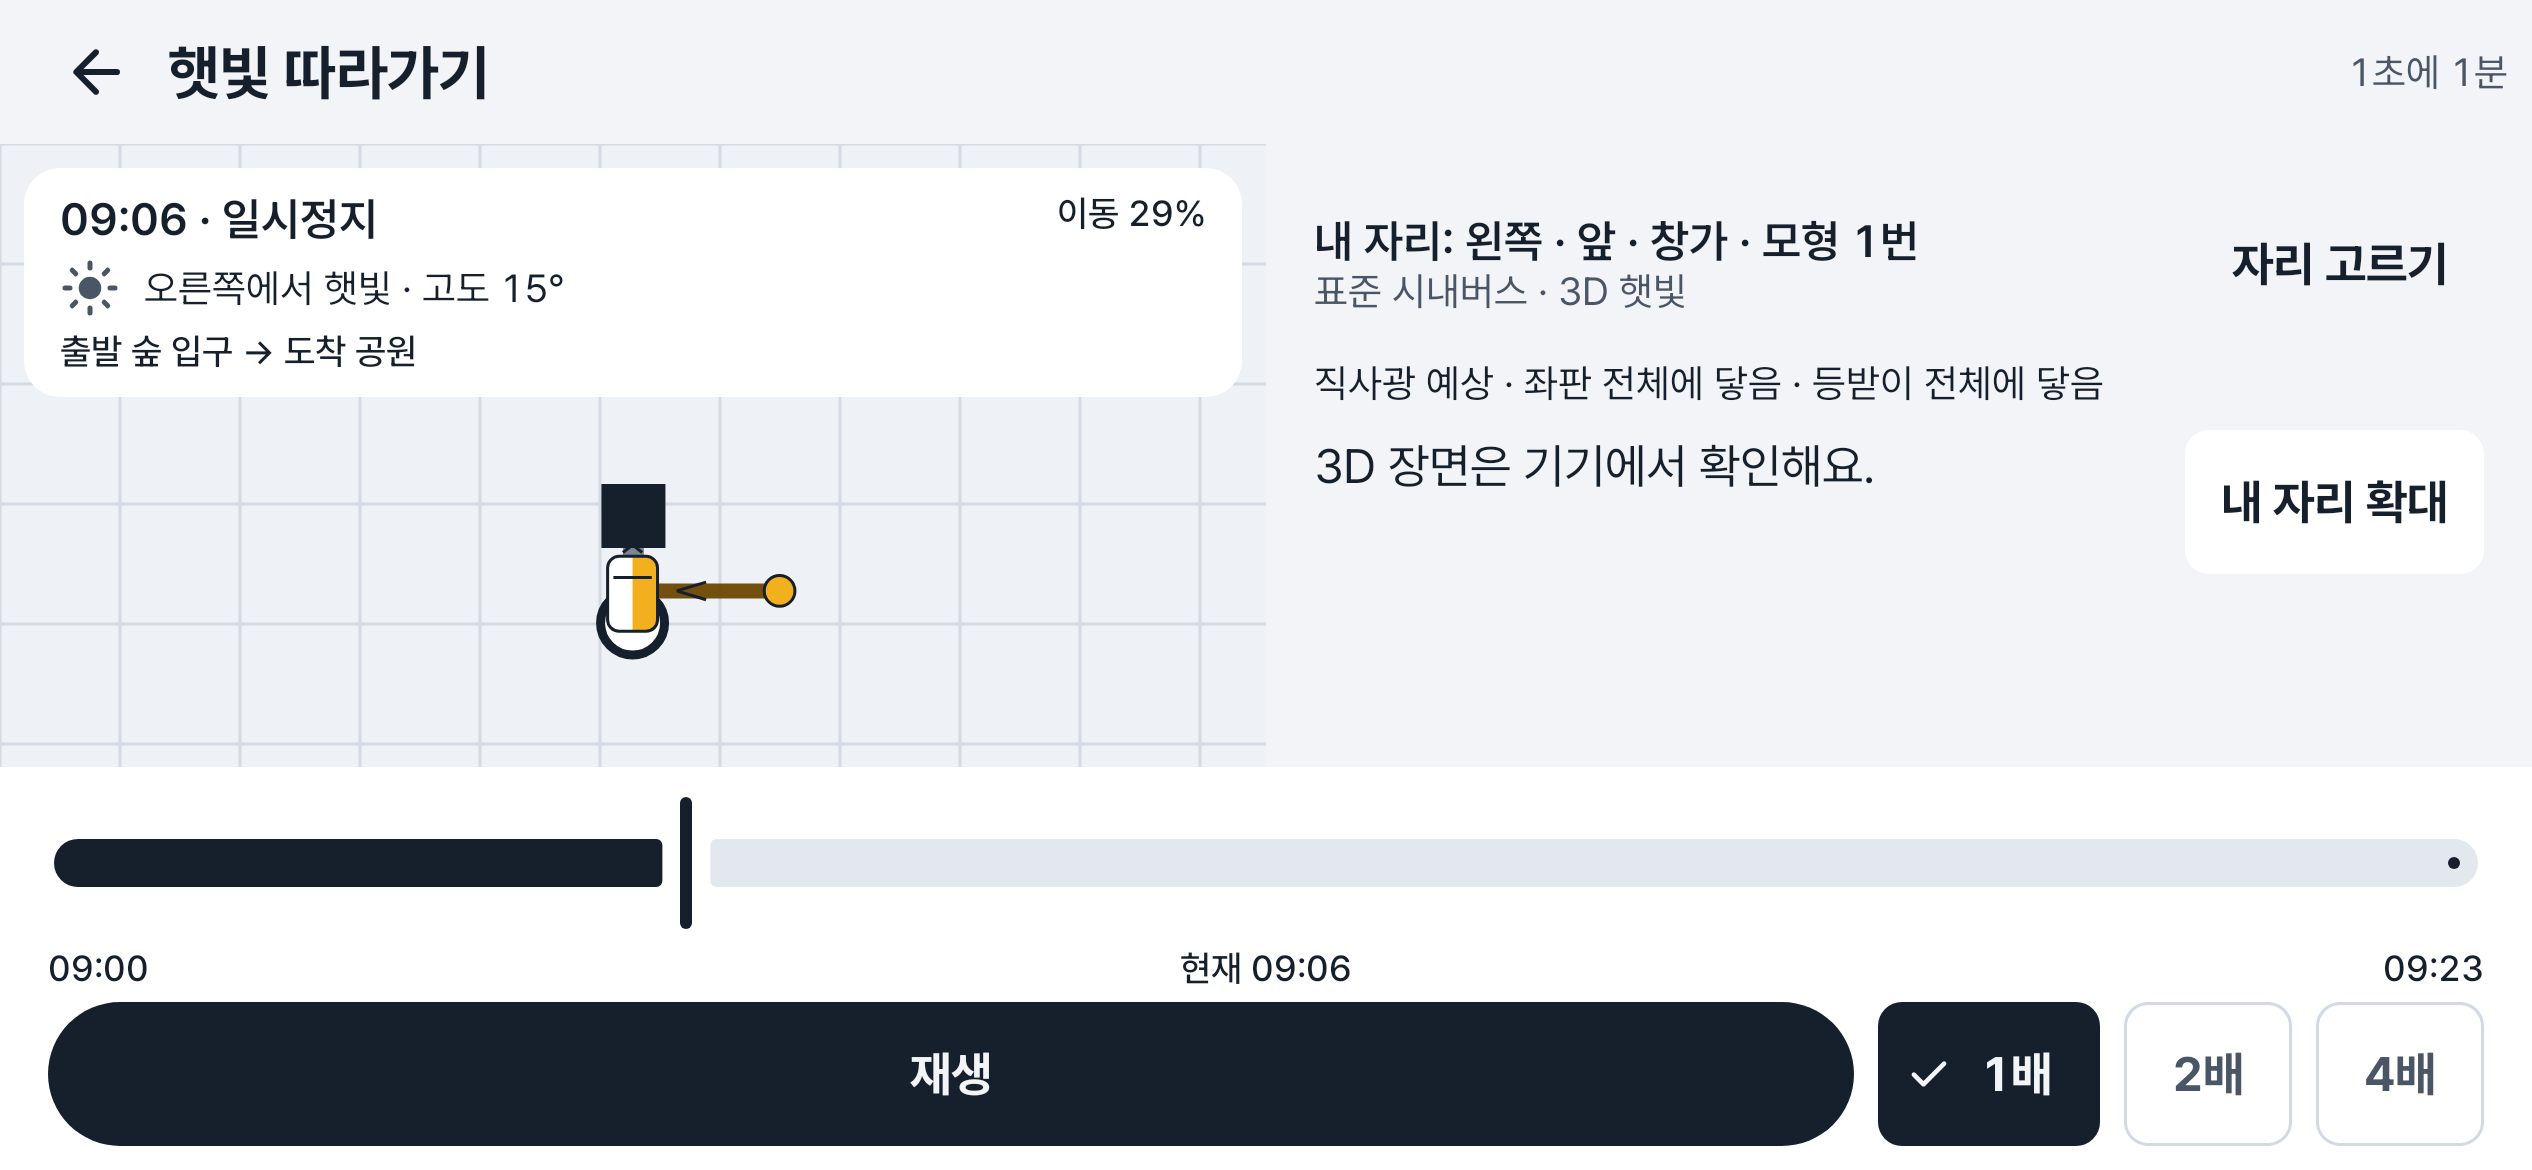 햇빛 따라가기
1초에 1분
09:06 · 일시정지
이동 29%
오른쪽에서 햇빛 · 고도 15°
출발 숲 입구 → 도착 공원
내 자리: 왼쪽 · 앞 · 창가 · 모형 1번
표준 시내버스 · 3D 햇빛
자리 고르기
직사광 예상 · 좌판 전체에 닿음 · 등받이 전체에 닿음
3D 장면은 기기에서 확인해요.
내 자리 확대
09:00
현재 09:06
09:23
재생
1배
2배
4배